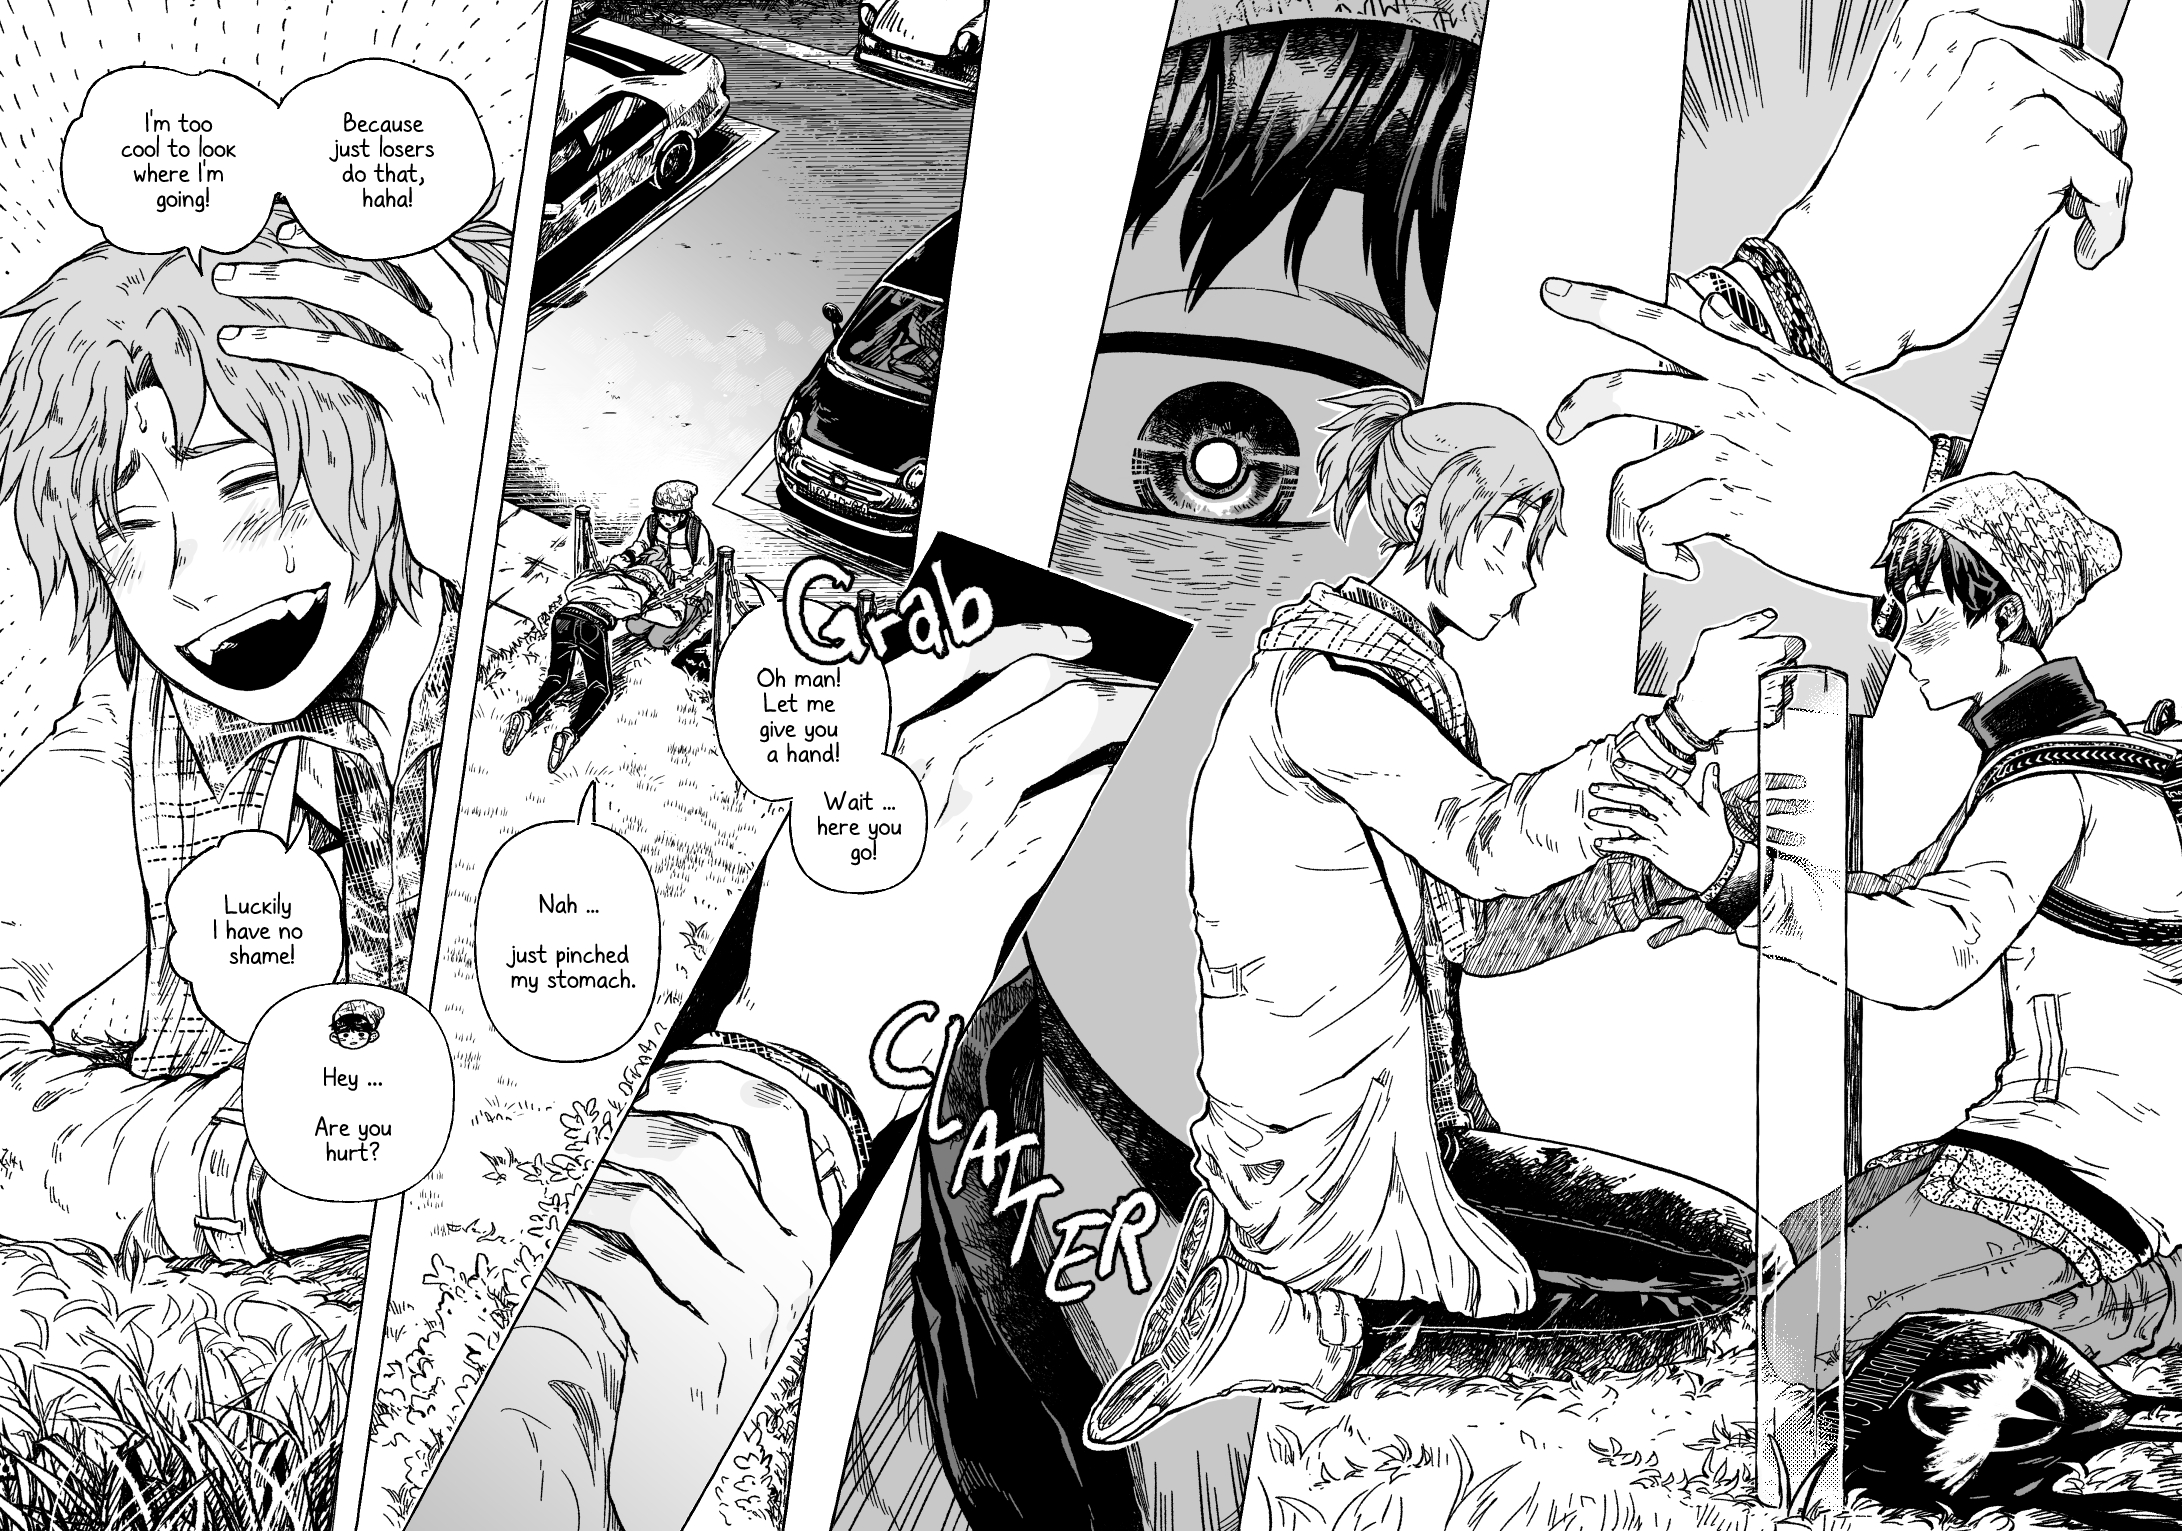 I'm too
cool to look
where I'm
going!
Because
just losers
do that,
haha!
Luckily
I have no
shame!
Hey ...
Are you
hurt?
Nah ...
just pinched
my stomach.
Grab
Oh man!
Let me
give you
a hand!
Wait ...
here you
go!
CLATTER